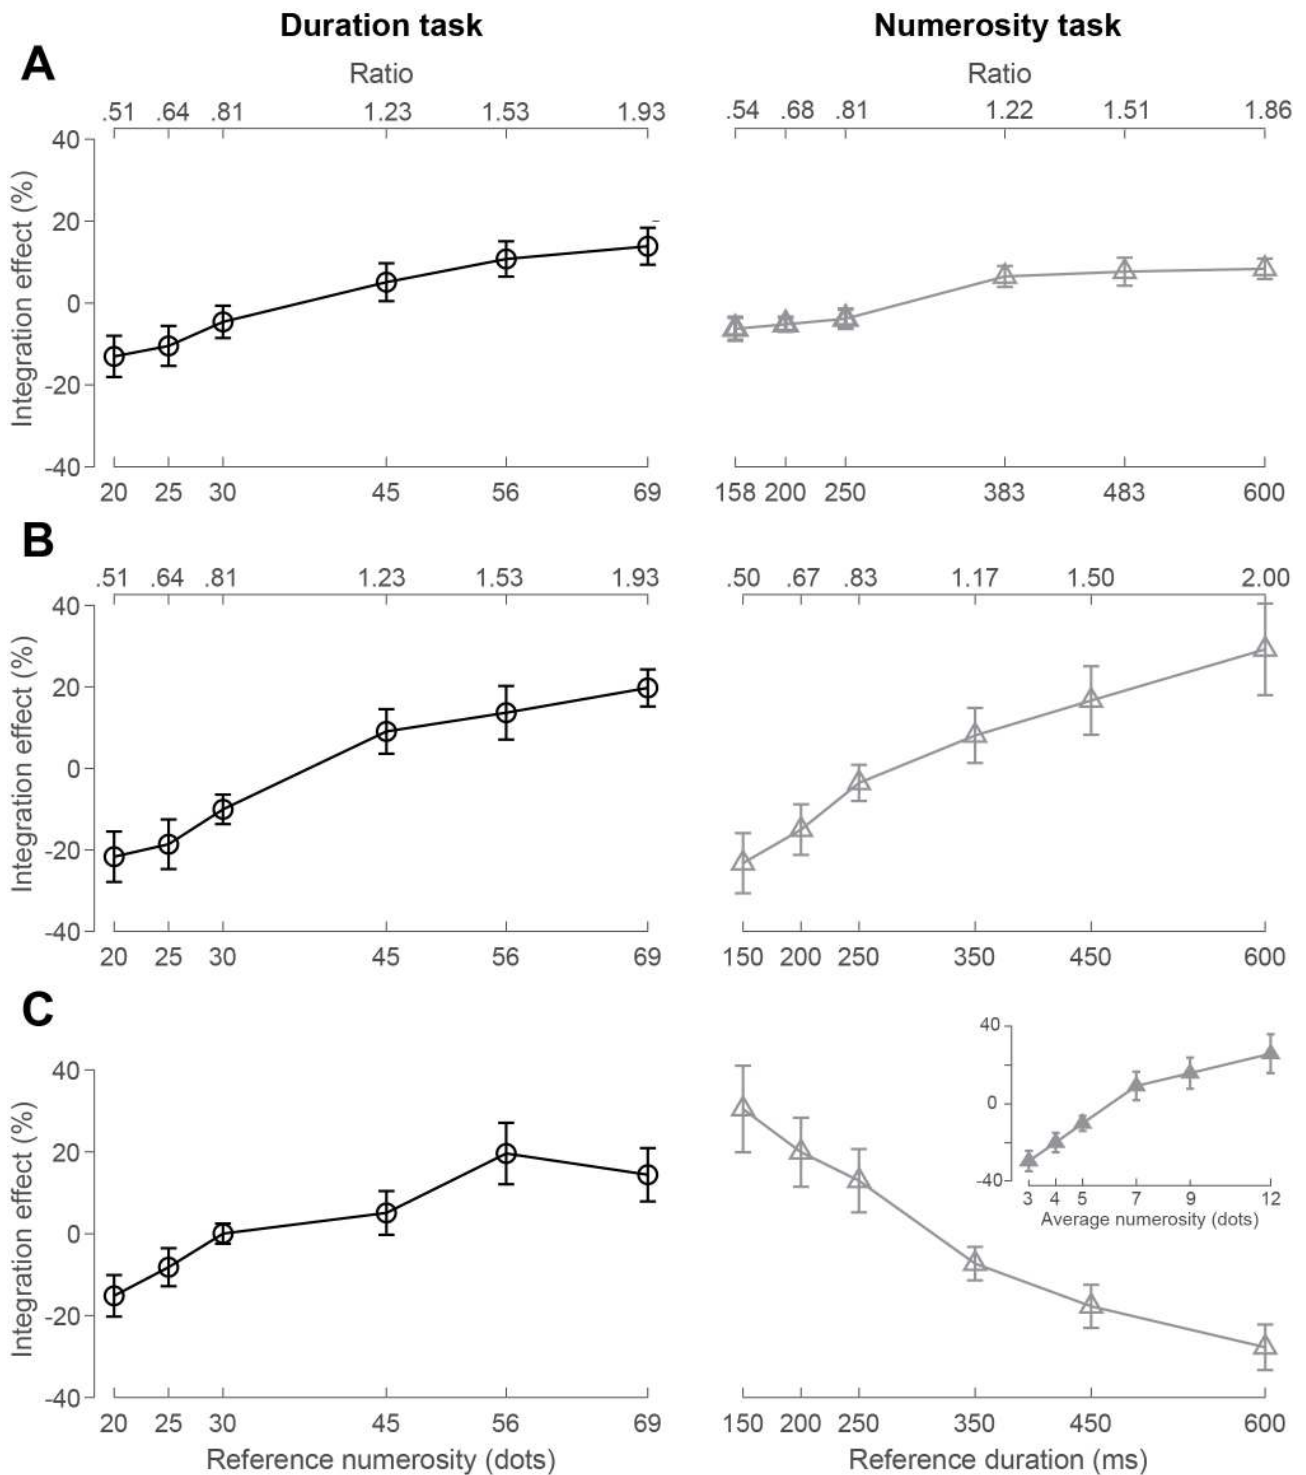 Duration task
Numerosity task
A
Ratio
Ratio
.51 .64 .81 1.23 1.53 1.93
.54 .68 .81 1.22 1.51 1.86
Integration effect (%)
40
20
0
-20
-40
20 25 30 45 56 69
158 200 250 383 483 600
B
.51 .64 .81 1.23 1.53 1.93
.50 .67 .83 1.17 1.50 2.00
Integration effect (%)
40
20
0
-20
-40
20 25 30 45 56 69
150 200 250 350 450 600
C
Integration effect (%)
40
20
0
-20
-40
20 25 30 45 56 69
Reference numerosity (dots)
40
0
-40
3 4 5 7 9 12
Average numerosity (dots)
150 200 250 350 450 600
Reference duration (ms)